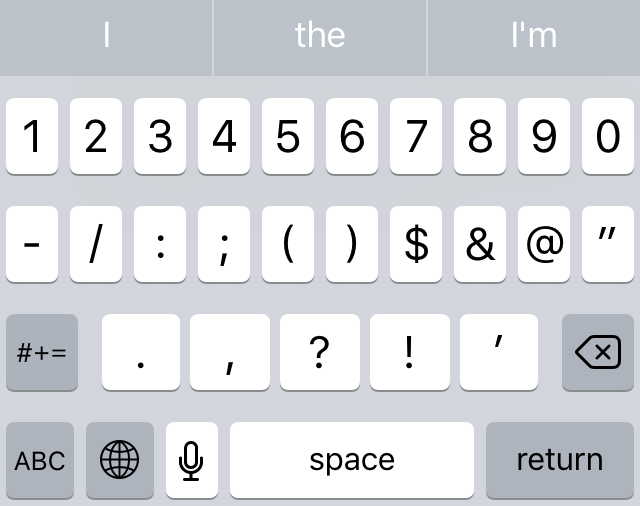 I the I'm
1 2 3 4 5 6 7 8 9 0
- / : ; ( ) $ & @ "
#+= . , ? ! '
ABC space return